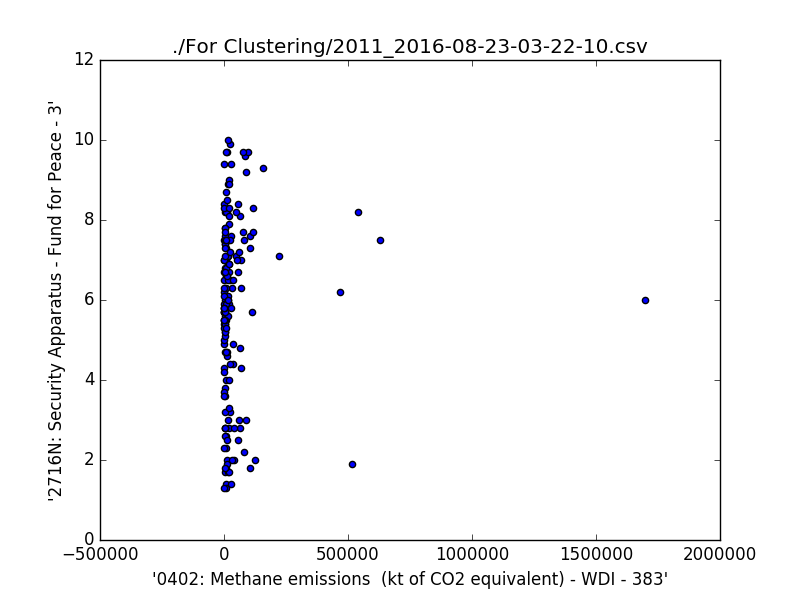 ./For Clustering/2011_2016-08-23-03-22-10.csv
12
10
8
6
4
2
0
'2716N: Security Apparatus - Fund for Peace - 3'
−500000 0 500000 1000000 1500000 2000000
'0402: Methane emissions  (kt of CO2 equivalent) - WDI - 383'